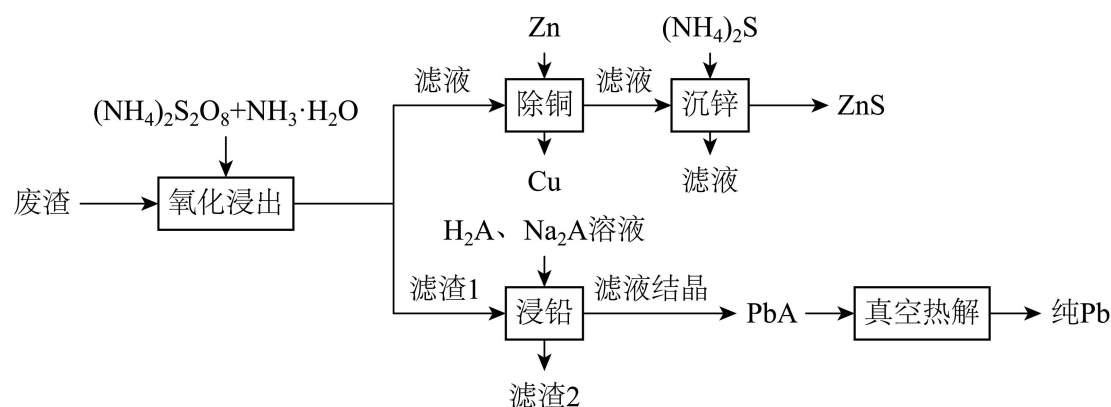 Zn
(NH₄)₂S
滤液
除铜
滤液
沉锌
ZnS
(NH₄)₂S₂O₈+NH₃·H₂O
Cu
滤液
废渣
氧化浸出
H₂A、Na₂A溶液
滤渣1
浸铅
滤液结晶
PbA
真空热解
纯Pb
滤渣2